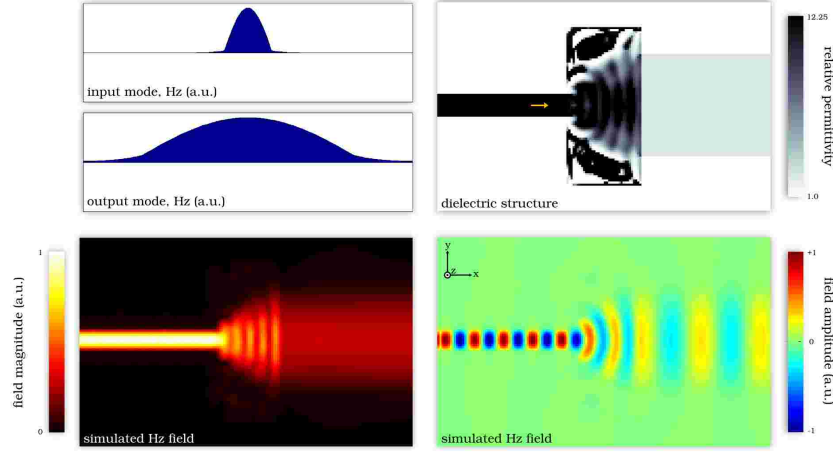 input mode, Hz (a.u.)
output mode, Hz (a.u.)
dielectric structure
12.25
relative permittivity
1.0
field magnitude (a.u.)
1
0
simulated Hz field
y
z
x
simulated Hz field
+1
0
-1
field amplitude (a.u.)